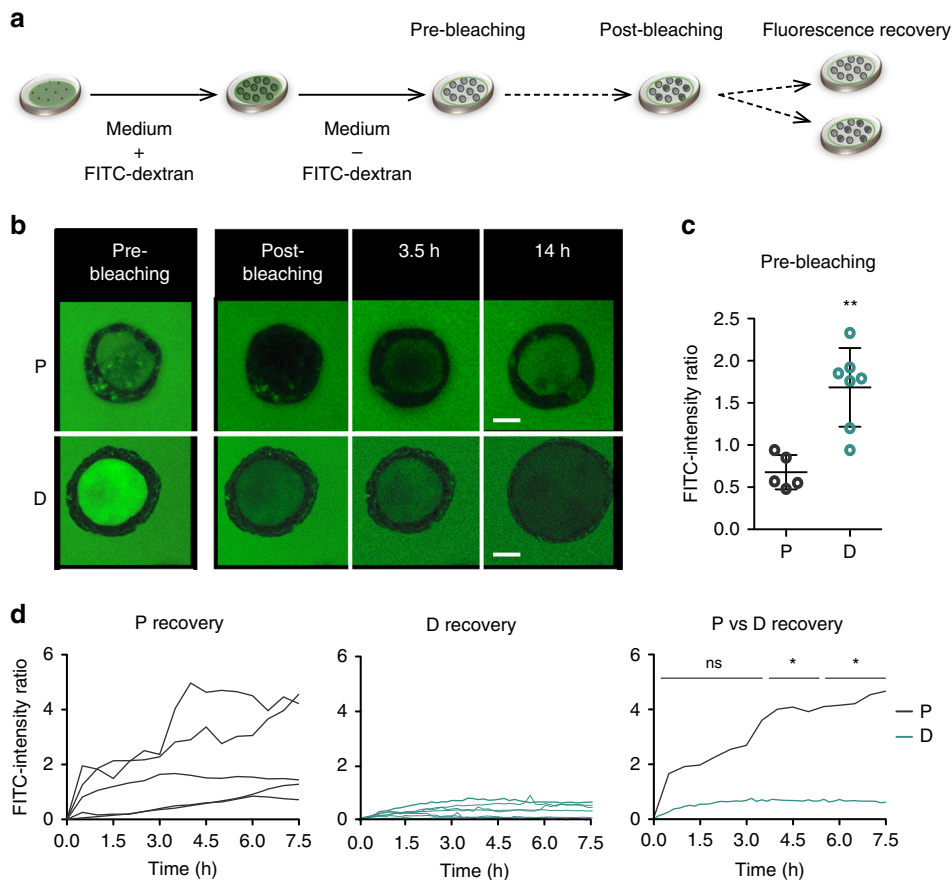 a
Pre-bleaching
Post-bleaching
Fluorescence recovery
Medium
+
FITC-dextran
Medium
–
FITC-dextran
b
Pre-
bleaching
Post-
bleaching
3.5 h
14 h
P
D
c
Pre-bleaching
**
FITC-intensity ratio
2.5
2.0
1.5
1.0
0.5
0.0
P
D
d
P recovery
FITC-intensity ratio
6
4
2
0
0.0 1.5 3.0 4.5 6.0 7.5
Time (h)
D recovery
6
4
2
0
0.0 1.5 3.0 4.5 6.0 7.5
Time (h)
P vs D recovery
ns * *
6
4
2
0
0.0 1.5 3.0 4.5 6.0 7.5
Time (h)
P
D